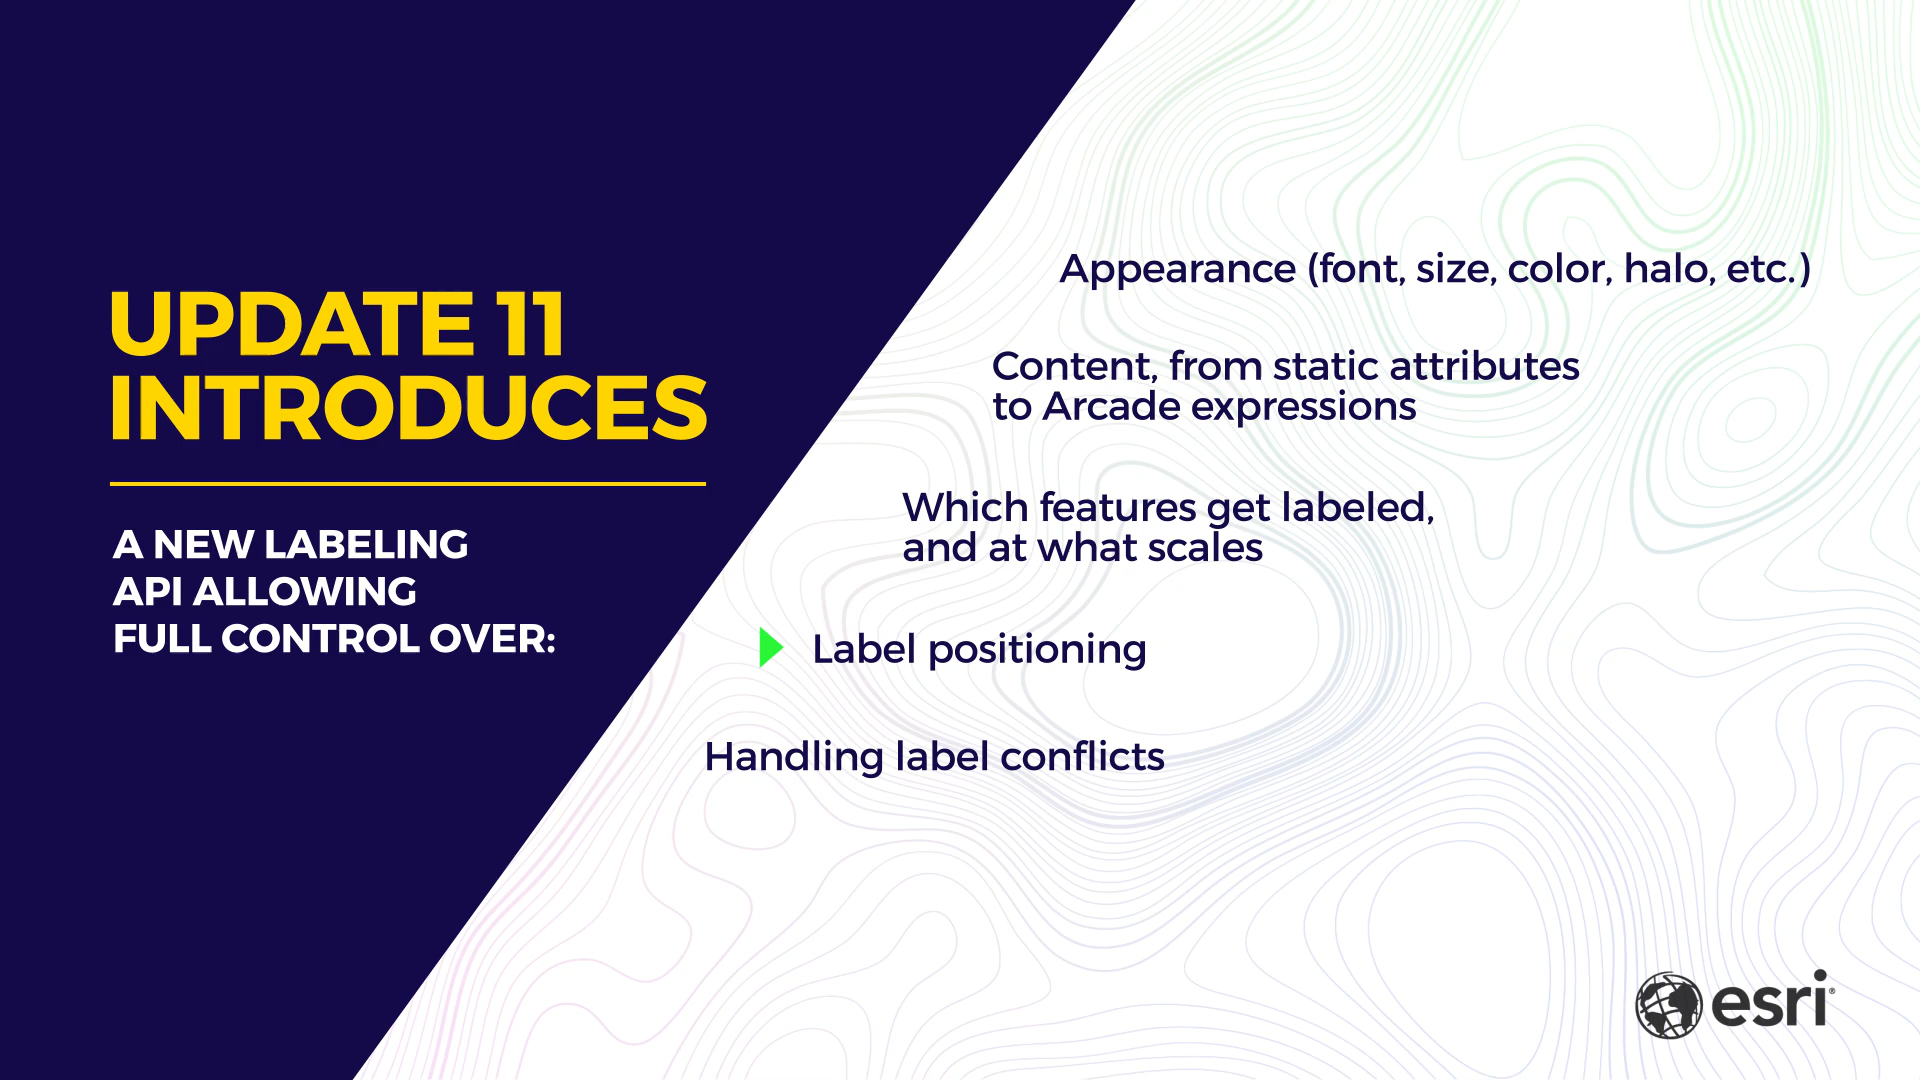 UPDATE 11
INTRODUCES
A NEW LABELING
API ALLOWING
FULL CONTROL OVER:
Appearance (font, size, color, halo, etc.)
Content, from static attributes
to Arcade expressions
Which features get labeled,
and at what scales
Label positioning
Handling label conflicts
esri®